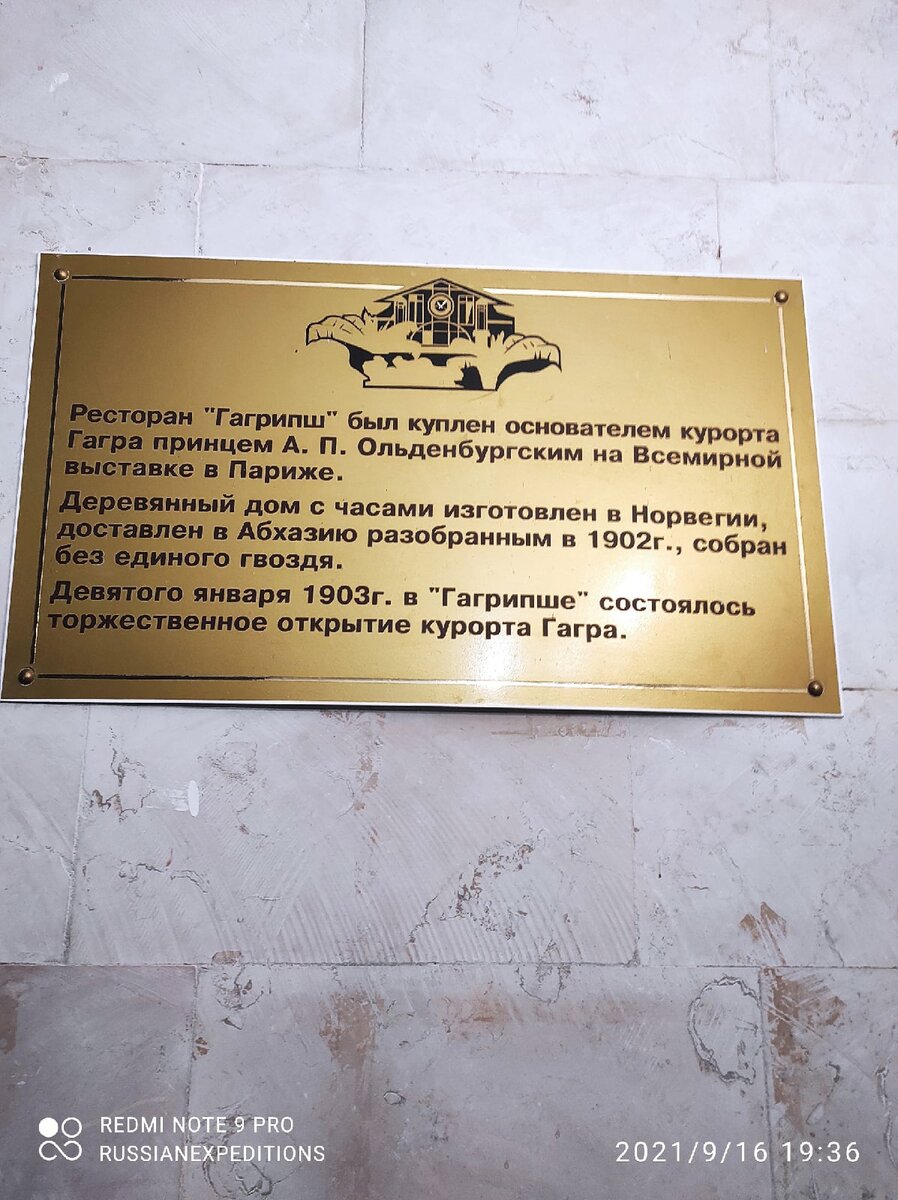 Ресторан "Гагрипш" был куплен основателем курорта
Гагра принцем А. П. Ольденбургским на Всемирной
выставке в Париже.
Деревянный дом с часами изготовлен в Норвегии,
доставлен в Абхазию разобранным в 1902г., собран
без единого гвоздя.
Девятого января 1903г. в "Гагрипше" состоялось
торжественное открытие курорта Гагра.
REDMI NOTE 9 PRO
RUSSIANEXPEDITIONS
2021/9/16 19:36